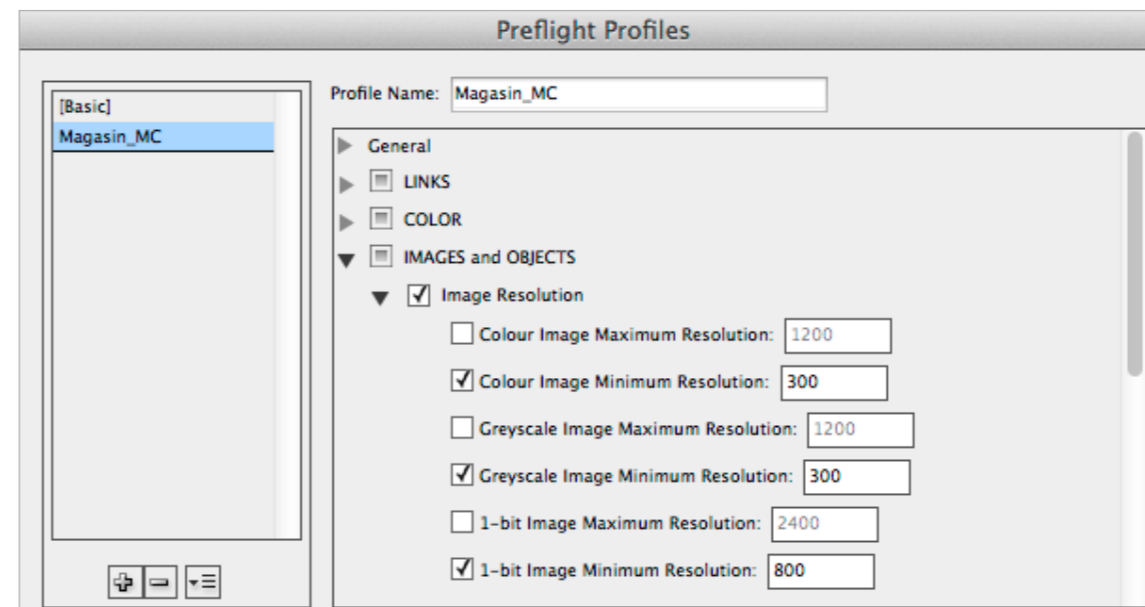 Preflight Profiles
[Basic]
Magasin_MC
Profile Name: Magasin_MC
General
LINKS
COLOR
IMAGES and OBJECTS
Image Resolution
Colour Image Maximum Resolution: 1200
Colour Image Minimum Resolution: 300
Greyscale Image Maximum Resolution: 1200
Greyscale Image Minimum Resolution: 300
1-bit Image Maximum Resolution: 2400
1-bit Image Minimum Resolution: 800